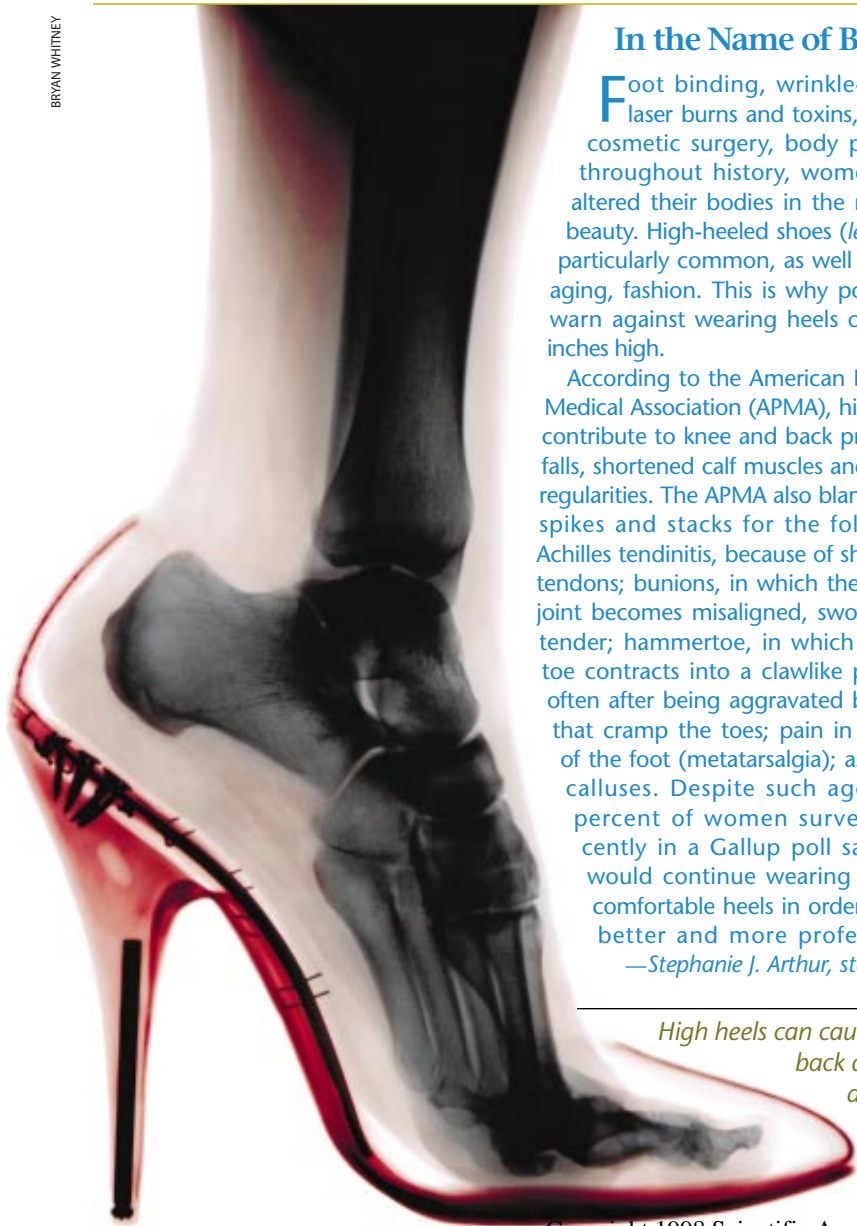 BRYAN WHITNEY
In the Name of B
Foot binding, wrinkle-
laser burns and toxins,
cosmetic surgery, body p
throughout history, wome
altered their bodies in the n
beauty. High-heeled shoes (le
particularly common, as well
aging, fashion. This is why po
warn against wearing heels o
inches high.
According to the American P
Medical Association (APMA), hi
contribute to knee and back pr
falls, shortened calf muscles and
regularities. The APMA also blan
spikes and stacks for the fol
Achilles tendinitis, because of sh
tendons; bunions, in which the
joint becomes misaligned, swo
tender; hammertoe, in which
toe contracts into a clawlike p
often after being aggravated b
that cramp the toes; pain in
of the foot (metatarsalgia); as
calluses. Despite such ago
percent of women surve
cently in a Gallup poll sa
would continue wearing
comfortable heels in order
better and more profe
—Stephanie J. Arthur, sta
High heels can cau
back a
a
Copyright 1998 Scientific A